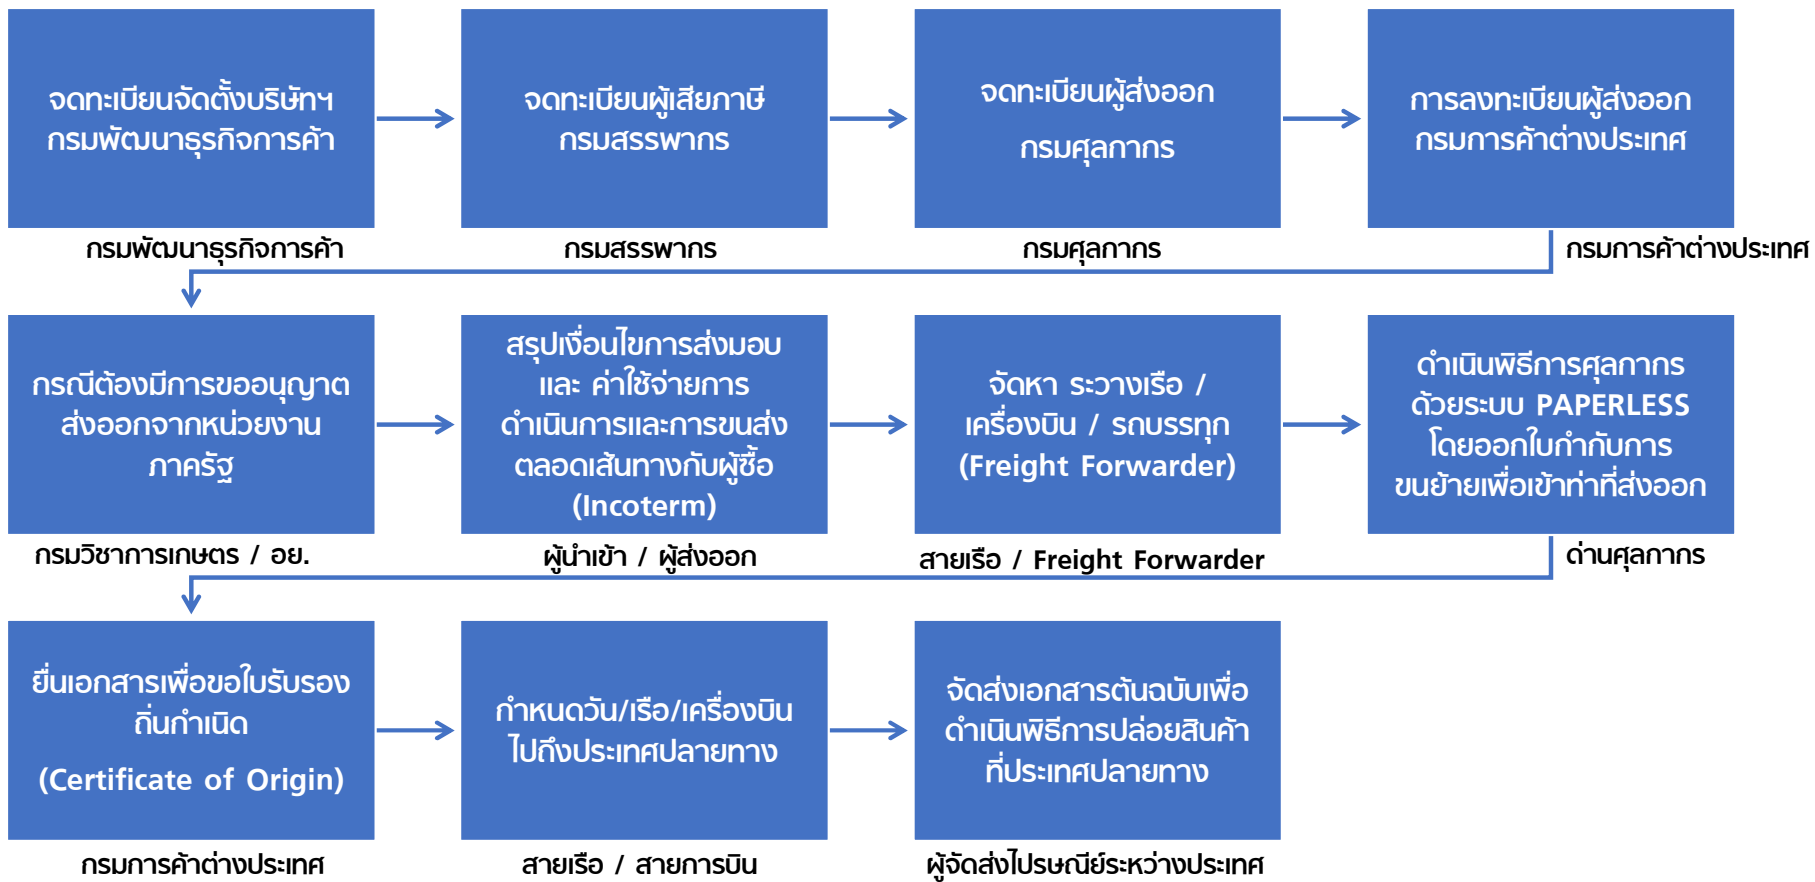 จดทะเบียนจัดตั้งบริษัทฯ
กรมพัฒนาธุรกิจการค้า
จดทะเบียนผู้เสียภาษี
กรมสรรพากร
จดทะเบียนผู้ส่งออก
กรมศุลกากร
การลงทะเบียนผู้ส่งออก
กรมการค้าต่างประเทศ
กรมพัฒนาธุรกิจการค้า
กรมสรรพากร
กรมศุลกากร
กรมการค้าต่างประเทศ
กรณีต้องมีการขออนุญาต
ส่งออกจากหน่วยงาน
ภาครัฐ
สรุปเงื่อนไขการส่งมอบ
และ ค่าใช้จ่ายการ
ดำเนินการและการขนส่ง
ตลอดเส้นทางกับผู้ซื้อ
(Incoterm)
จัดหา ระวางเรือ /
เครื่องบิน / รถบรรทุก
(Freight Forwarder)
ดำเนินพิธีการศุลกากร
ด้วยระบบ PAPERLESS
โดยออกใบกำกับการ
ขนย้ายเพื่อเข้าท่าที่ส่งออก
กรมวิชาการเกษตร / อย.
ผู้นำเข้า / ผู้ส่งออก
สายเรือ / Freight Forwarder
ด่านศุลกากร
ยื่นเอกสารเพื่อขอใบรับรอง
ถิ่นกำเนิด
(Certificate of Origin)
กำหนดวัน/เรือ/เครื่องบิน
ไปถึงประเทศปลายทาง
จัดส่งเอกสารต้นฉบับเพื่อ
ดำเนินพิธีการปล่อยสินค้า
ที่ประเทศปลายทาง
กรมการค้าต่างประเทศ
สายเรือ / สายการบิน
ผู้จัดส่งไปรษณีย์ระหว่างประเทศ